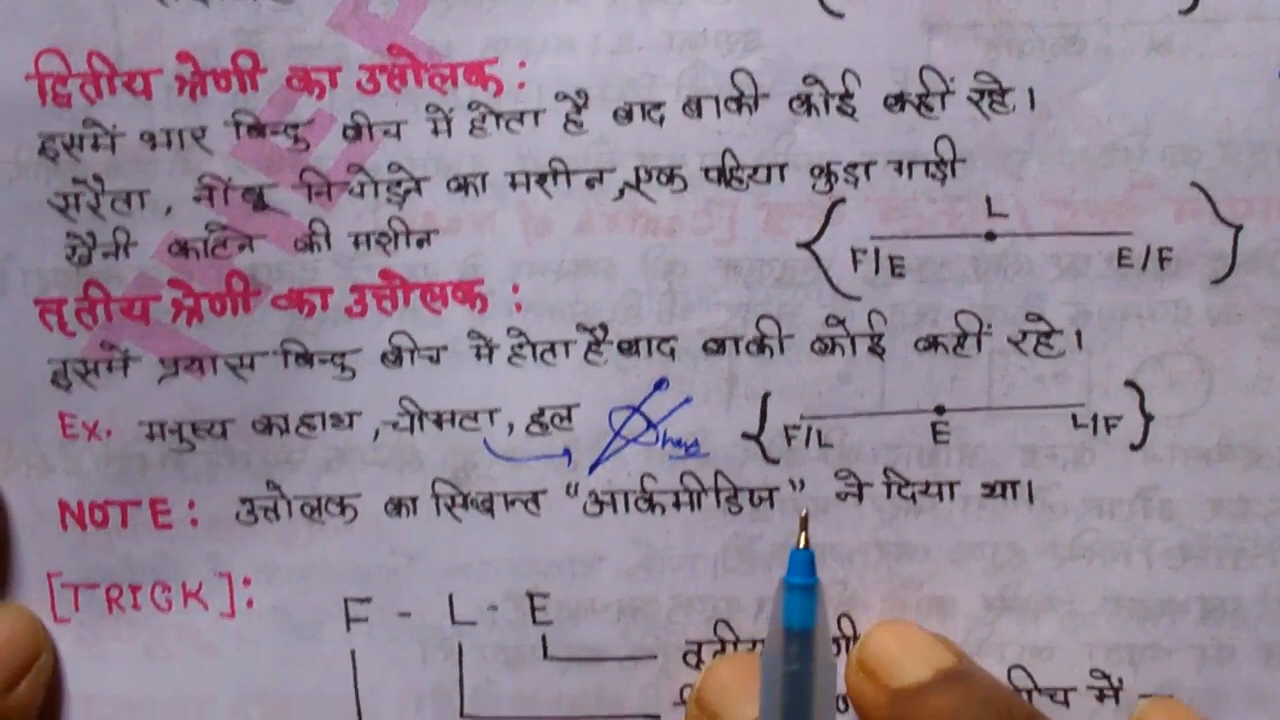 द्वितीय श्रेणी का उत्तोलक :
इसमें भार बिन्दु बीच में होता है बाद बाकी कोई कहीं रहे।
सरौता, नींबू निचोड़ने का मशीन, एक पहिया कुडा गाड़ी
खैनी काटने की मशीन
L
F/E E/F
तृतीय श्रेणी का उत्तोलक :
इसमें प्रयास बिन्दु बीच में होता है बाद बाकी कोई कहीं रहे।
Ex. मनुष्य का हाथ, चीमटा, हल
F/L E L/F
NOTE: उत्तोलक का सिद्धान्त "आर्कमीडिज" ने दिया था।
[TRICK]: F - L - E
तृतीय
बीच में -